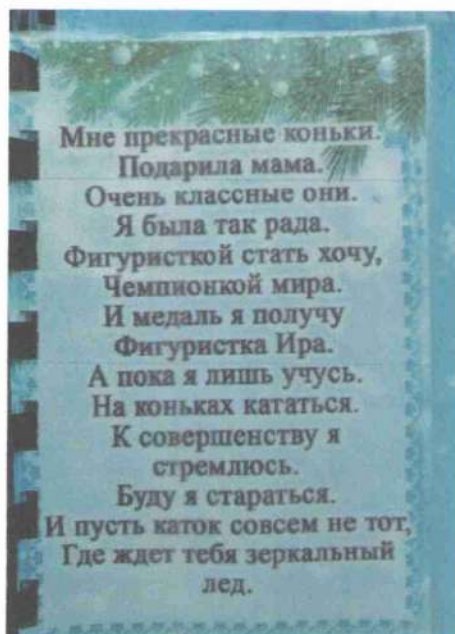 Мне прекрасные коньки.
Подарила мама.
Очень классные они.
Я была так рада.
Фигуристкой стать хочу,
Чемпионкой мира.
И медаль я получу
Фигуристка Ира.
А пока я лишь учусь.
На коньках кататься.
К совершенству я
стремлюсь.
Буду я стараться.
И пусть каток совсем не тот,
Где ждет тебя зеркальный
лед.